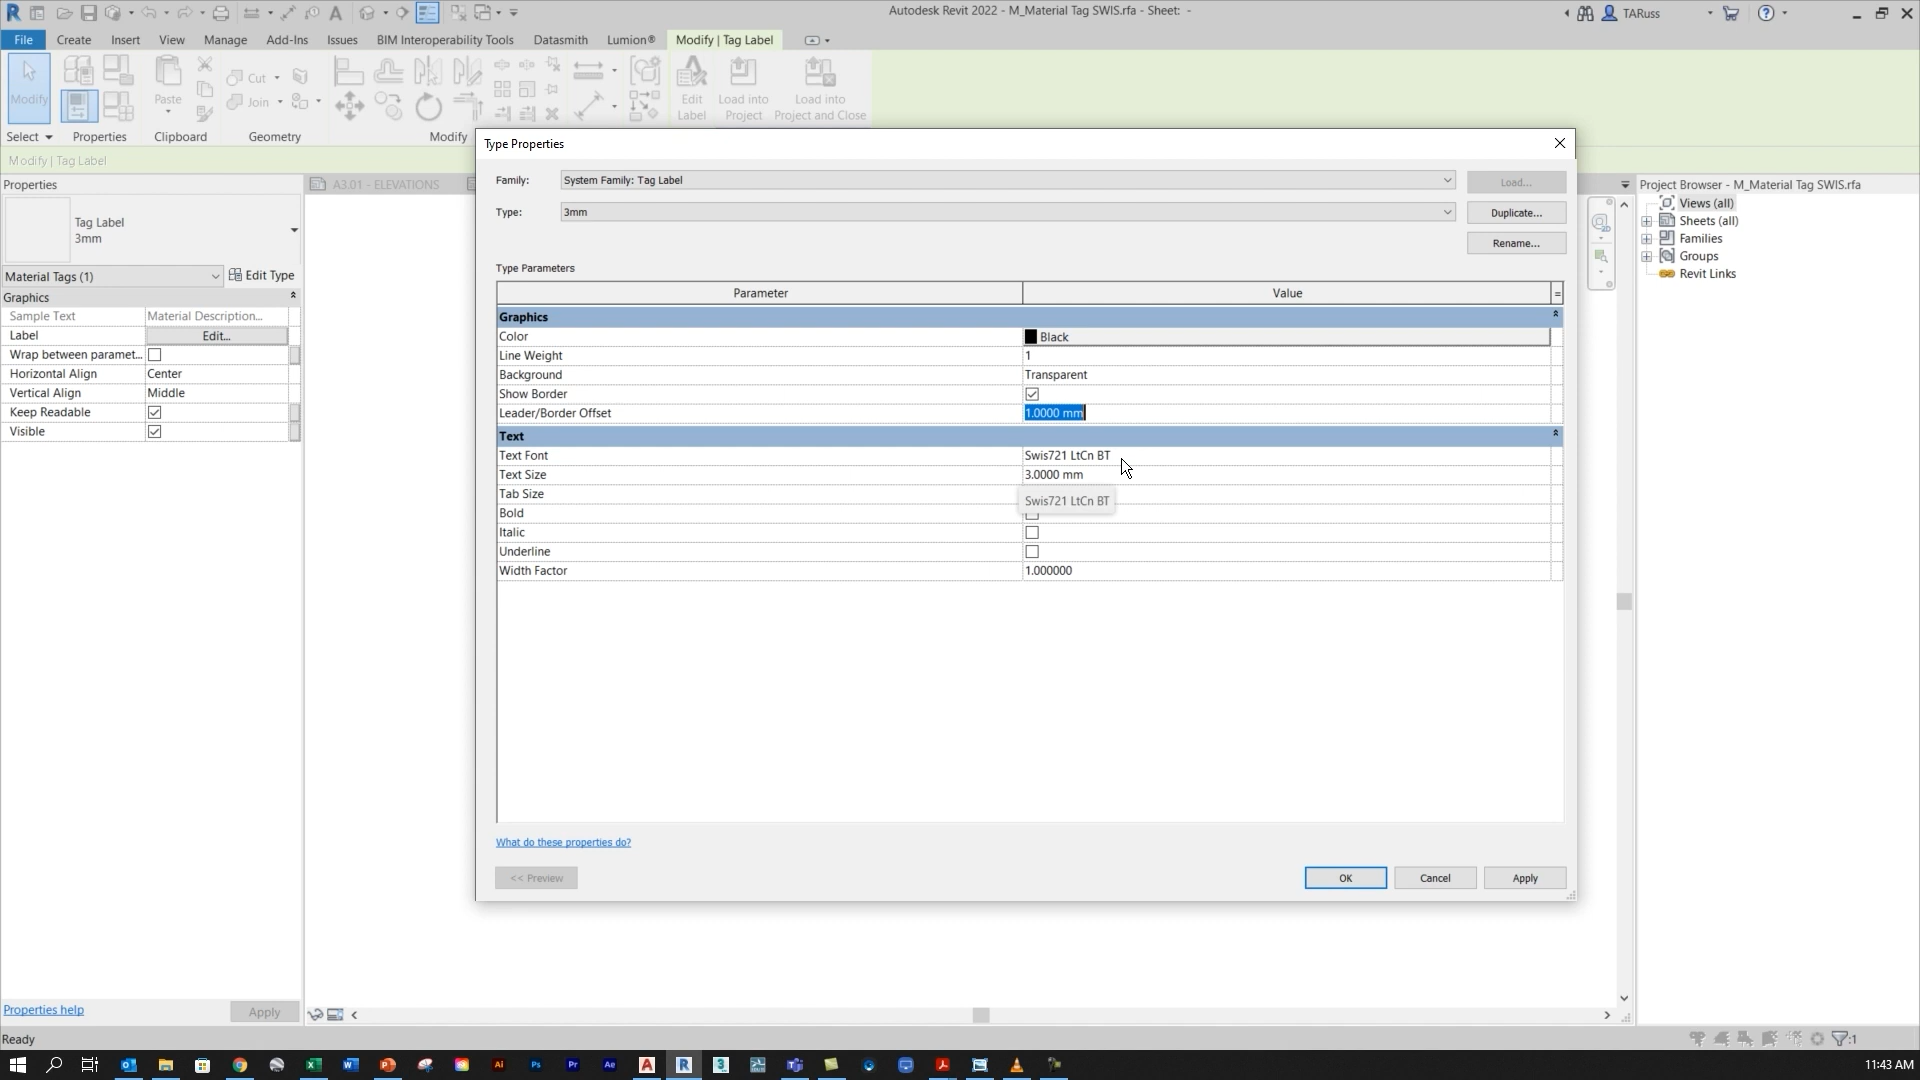 Autodesk Revit 2022 - M_Material Tag SWIS.rfa - Sheet: -
TARuss
File Create Insert View Manage Add-Ins Issues BIM Interoperability Tools Datasmith Lumion® Modify | Tag Label
Modify
Paste
Cut
Join
Edit Label
Load into Project
Load into Project and Close
Select Properties Clipboard Geometry Modify
Modify | Tag Label
Properties
Tag Label
3mm
Material Tags (1) Edit Type
Graphics
Sample Text Material Description...
Label Edit...
Wrap between paramet...
Horizontal Align Center
Vertical Align Middle
Keep Readable
Visible
Properties help Apply
Ready
A3.01 - ELEVATIONS
Type Properties
Family: System Family: Tag Label Load...
Type: 3mm Duplicate...
Rename...
Type Parameters
Parameter Value =
Graphics
Color Black
Line Weight 1
Background Transparent
Show Border
Leader/Border Offset 1.0000 mm
Text
Text Font Swis721 LtCn BT
Text Size 3.0000 mm
Tab Size
Swis721 LtCn BT
Bold
Italic
Underline
Width Factor 1.000000
What do these properties do?
<< Preview OK Cancel Apply
Project Browser - M_Material Tag SWIS.rfa
Views (all)
Sheets (all)
Families
Groups
Revit Links
:1
11:43 AM